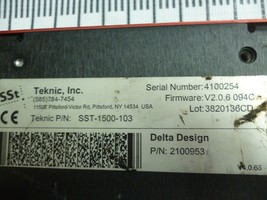 SSt
Teknic, Inc.
(585)784-7454
1153E Pittsford-Victor Rd, Pittsford, NY 14534 USA
Teknic P/N: SST-1500-103
Serial Number:4100254
Firmware: V2.0.6 094C
Lot:3820136CD
CE
Delta Design
P/N: 2100953